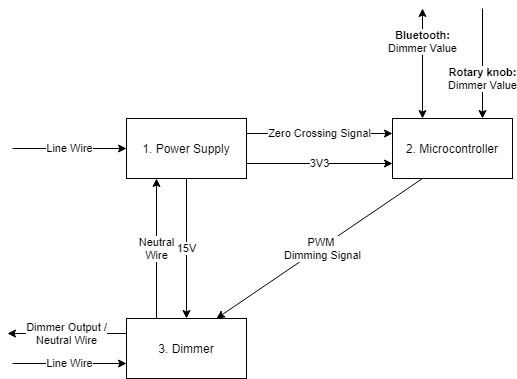 Bluetooth:
Dimmer Value
Rotary knob:
Dimmer Value
Zero Crossing Signal
Line Wire
1. Power Supply
2. Microcontroller
3V3
Neutral
Wire
15V
PWM
Dimming Signal
Dimmer Output /
Neutral Wire
3. Dimmer
Line Wire